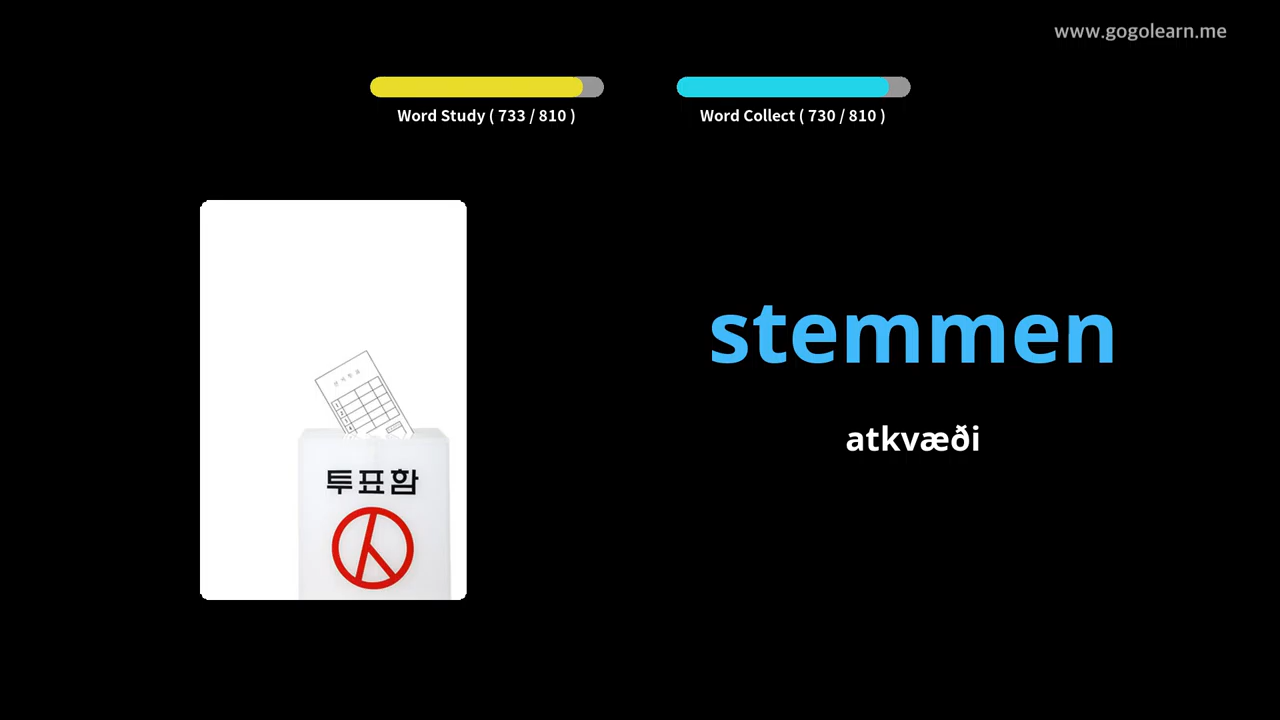 www.gogolearn.me
Word Study ( 733 / 810 )
Word Collect ( 730 / 810 )
stemmen
atkvæði
투표함